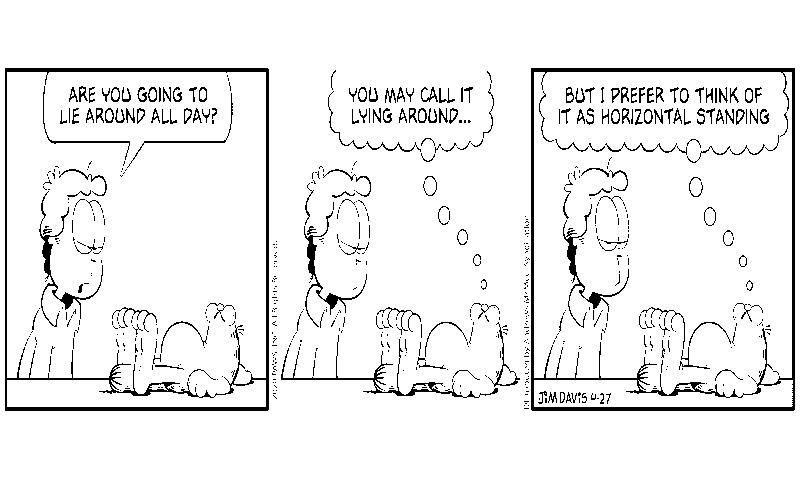 ARE YOU GOING TO
LIE AROUND ALL DAY?
YOU MAY CALL IT
LYING AROUND...
BUT I PREFER TO THINK OF
IT AS HORIZONTAL STANDING
JIM DAVIS 4-27